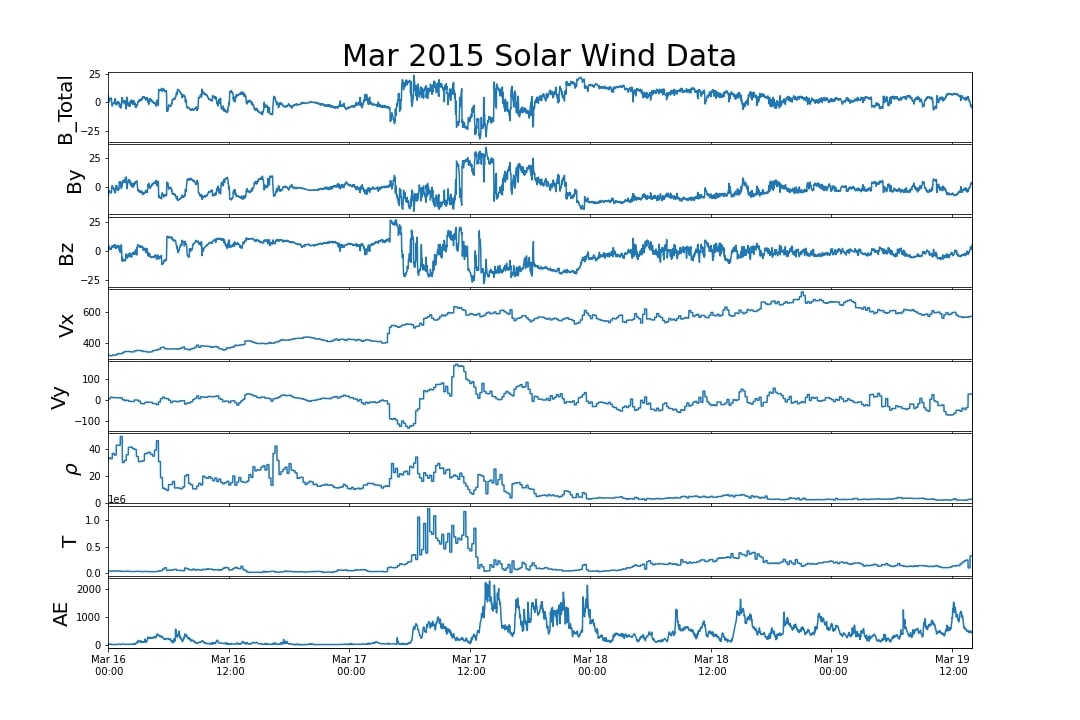 Mar 2015 Solar Wind Data
B_Total
25
0
−25
By
25
0
Bz
25
0
−25
Vx
600
400
Vy
100
0
−100
ρ
40
20
0
1e6
T
1.0
0.5
0.0
AE
2000
1000
0
Mar 16 Mar 16 Mar 17 Mar 17 Mar 18 Mar 18 Mar 19 Mar 19
00:00 12:00 00:00 12:00 00:00 12:00 00:00 12:00